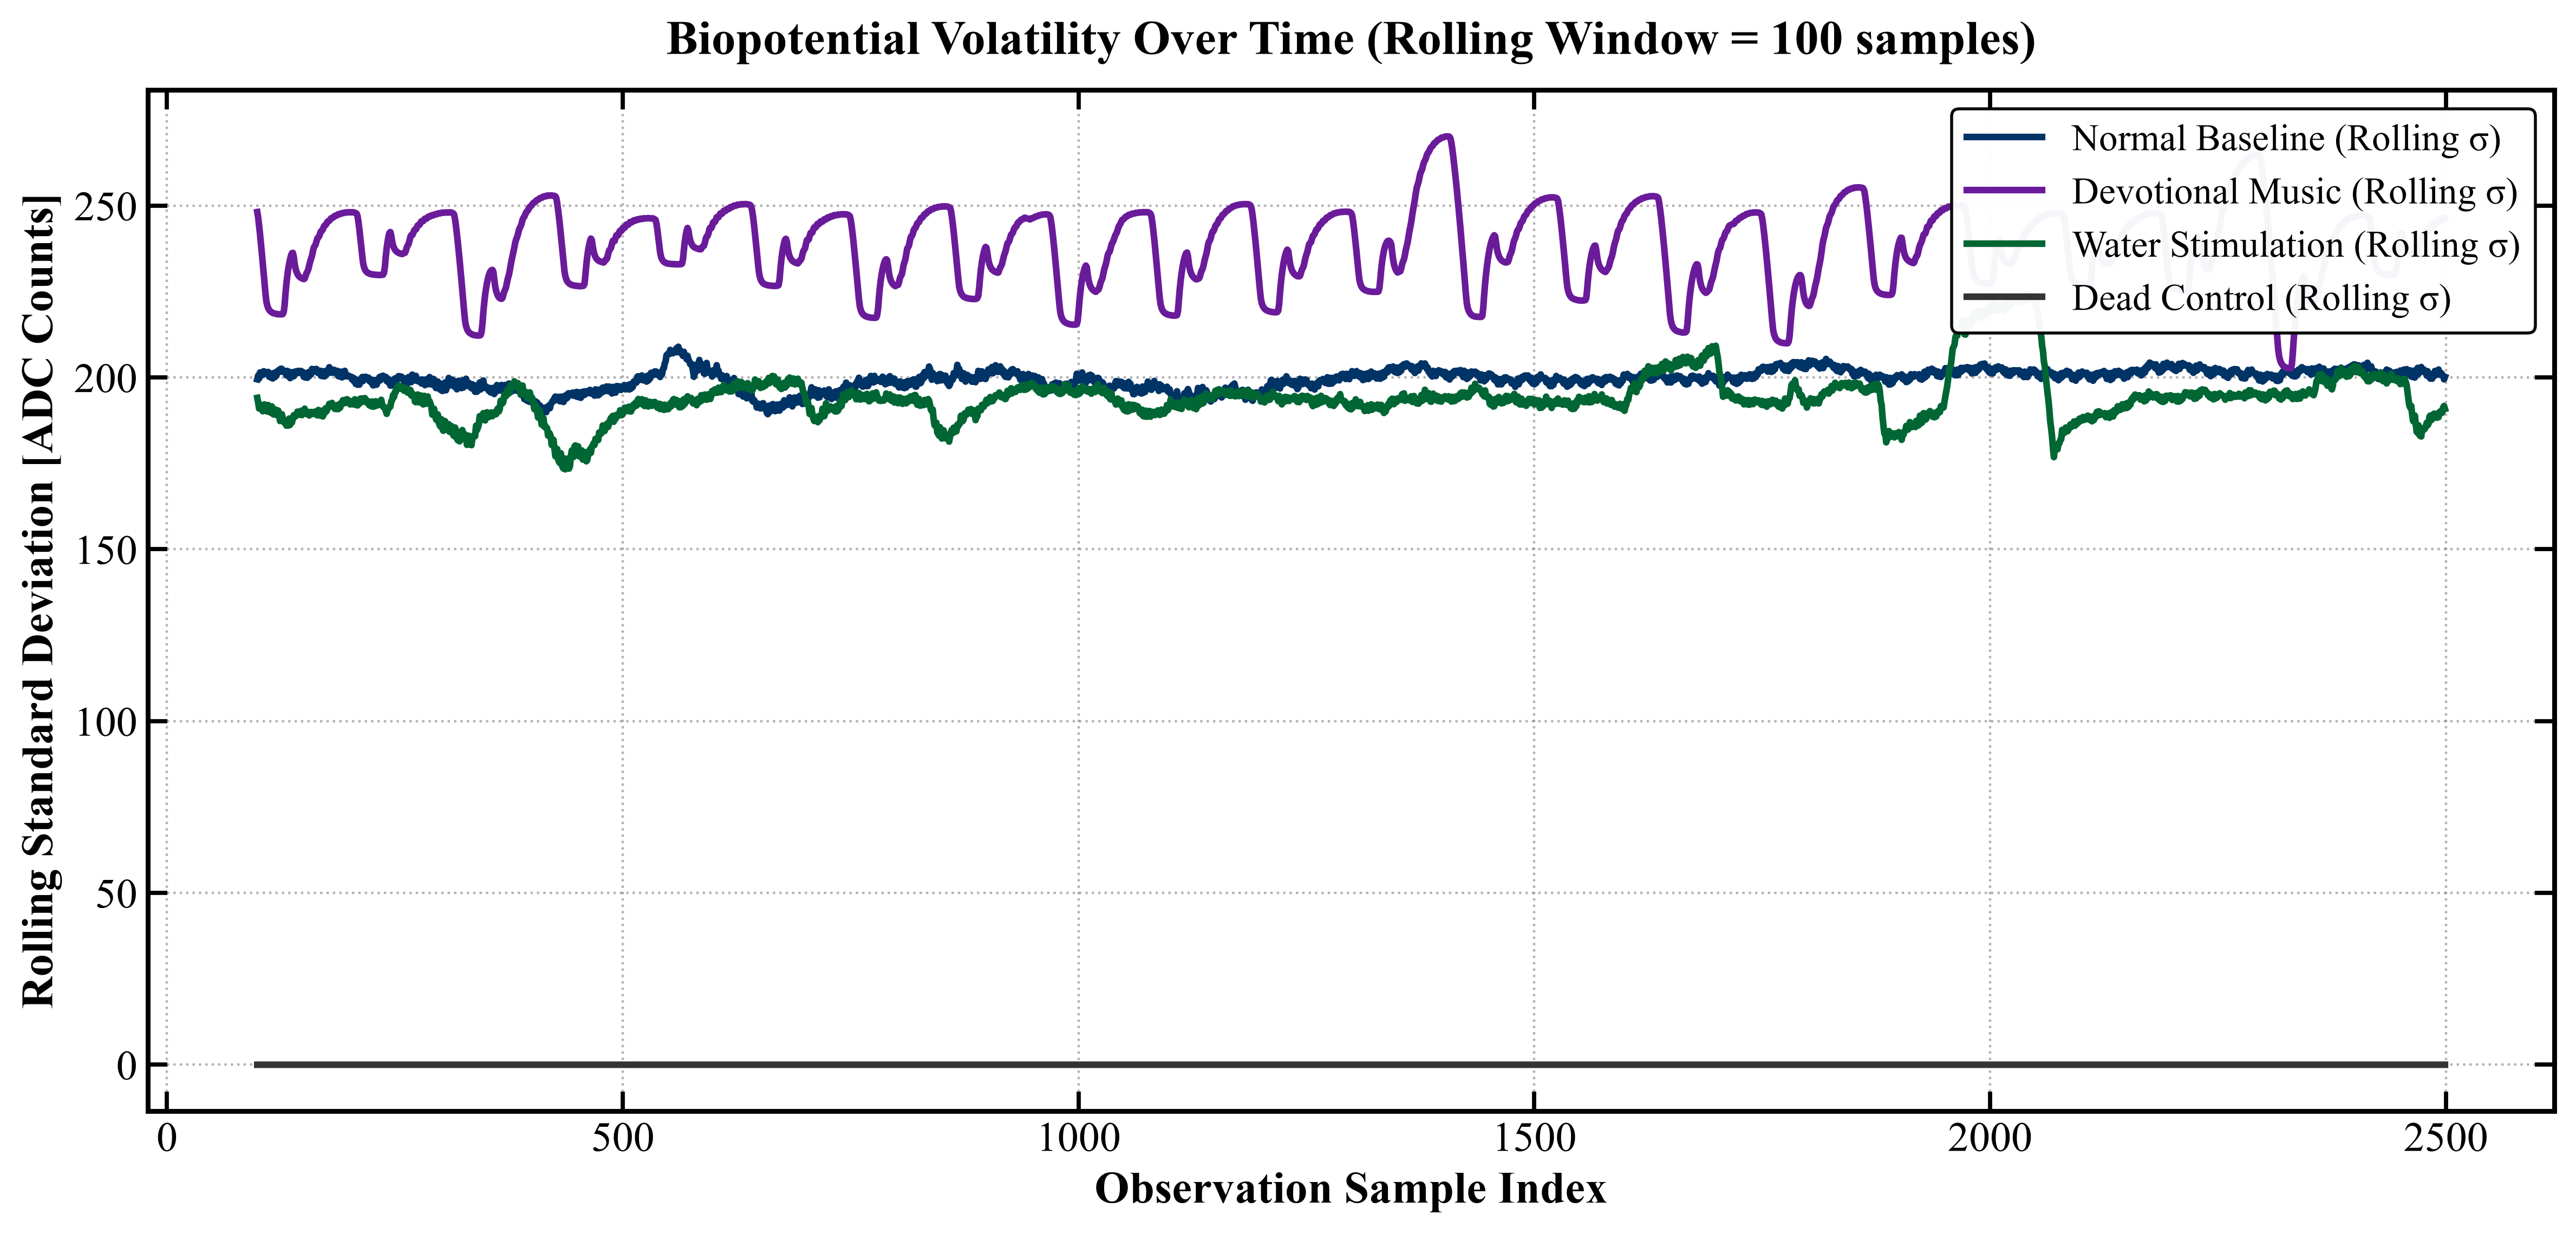 Biopotential Volatility Over Time (Rolling Window = 100 samples)
Normal Baseline (Rolling σ)
Devotional Music (Rolling σ)
Water Stimulation (Rolling σ)
Dead Control (Rolling σ)
Rolling Standard Deviation [ADC Counts]
250
200
150
100
50
0
0 500 1000 1500 2000 2500
Observation Sample Index